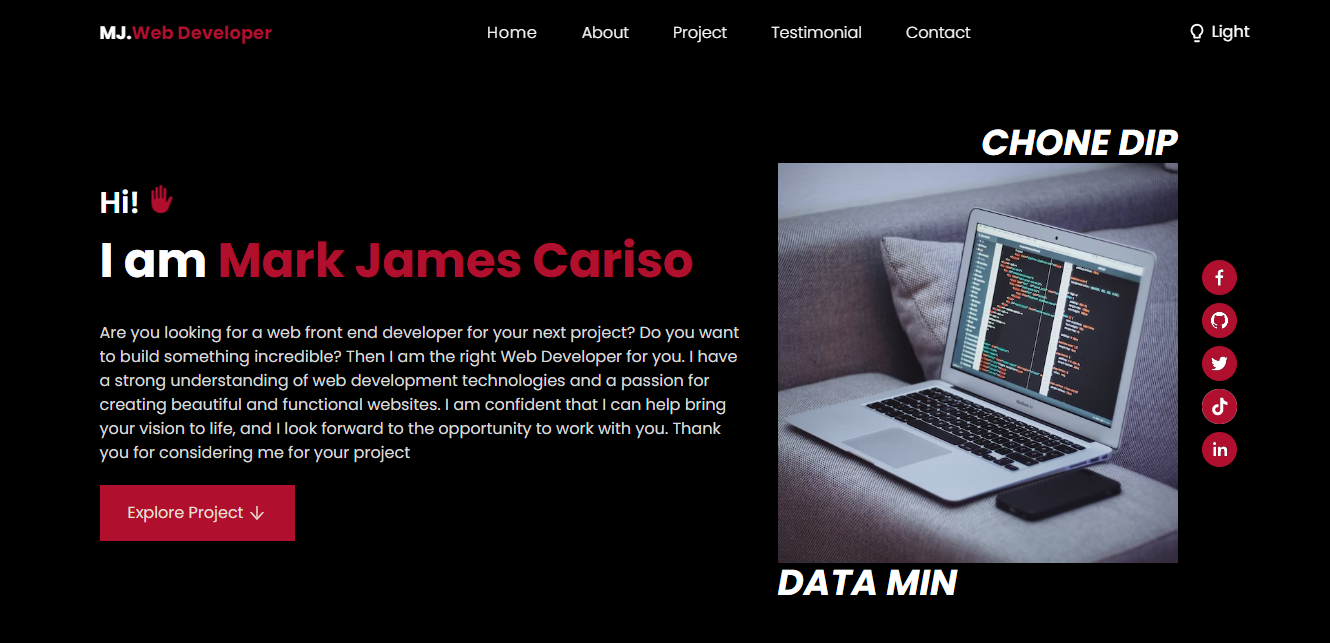 MJ.Web Developer
Home About Project Testimonial Contact
Light
Hi!
I am Mark James Cariso
Are you looking for a web front end developer for your next project? Do you want
to build something incredible? Then I am the right Web Developer for you. I have
a strong understanding of web development technologies and a passion for
creating beautiful and functional websites. I am confident that I can help bring
your vision to life, and I look forward to the opportunity to work with you. Thank
you for considering me for your project
Explore Project
CHONE DIP
DATA MIN